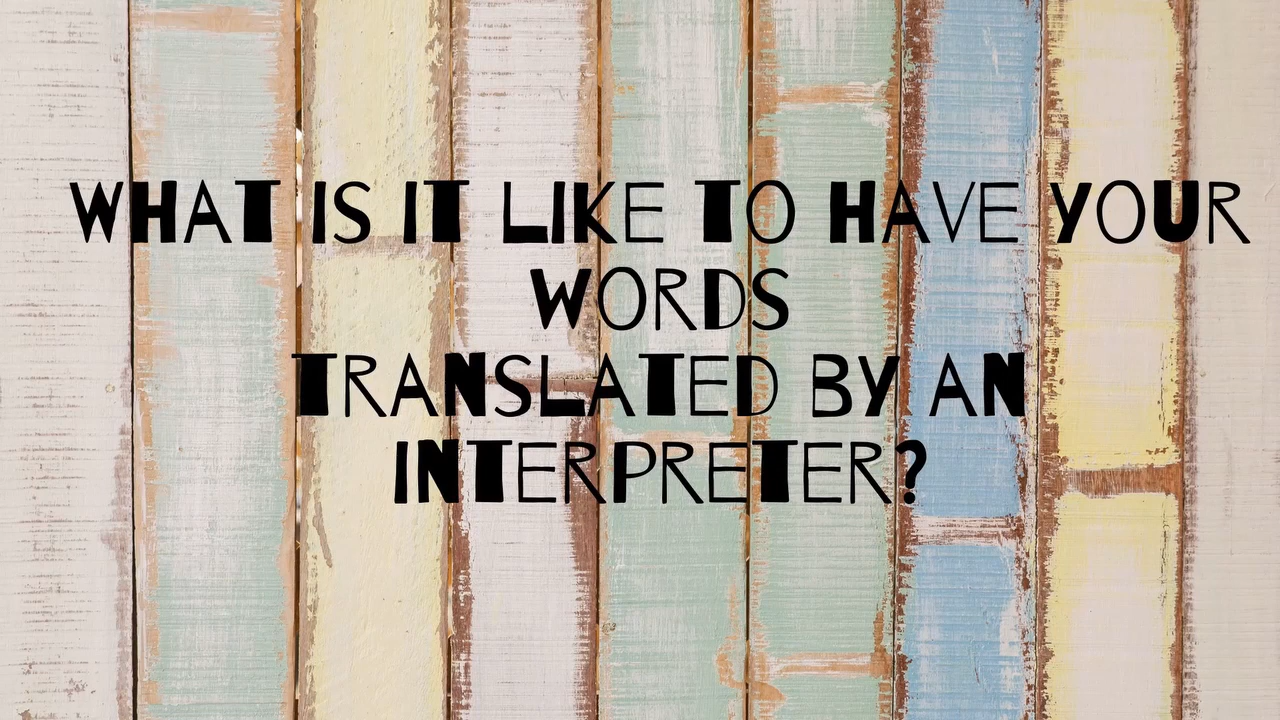 WHAT IS IT LIKE TO HAVE YOUR
WORDS
TRANSLATED BY AN
INTERPRETER?